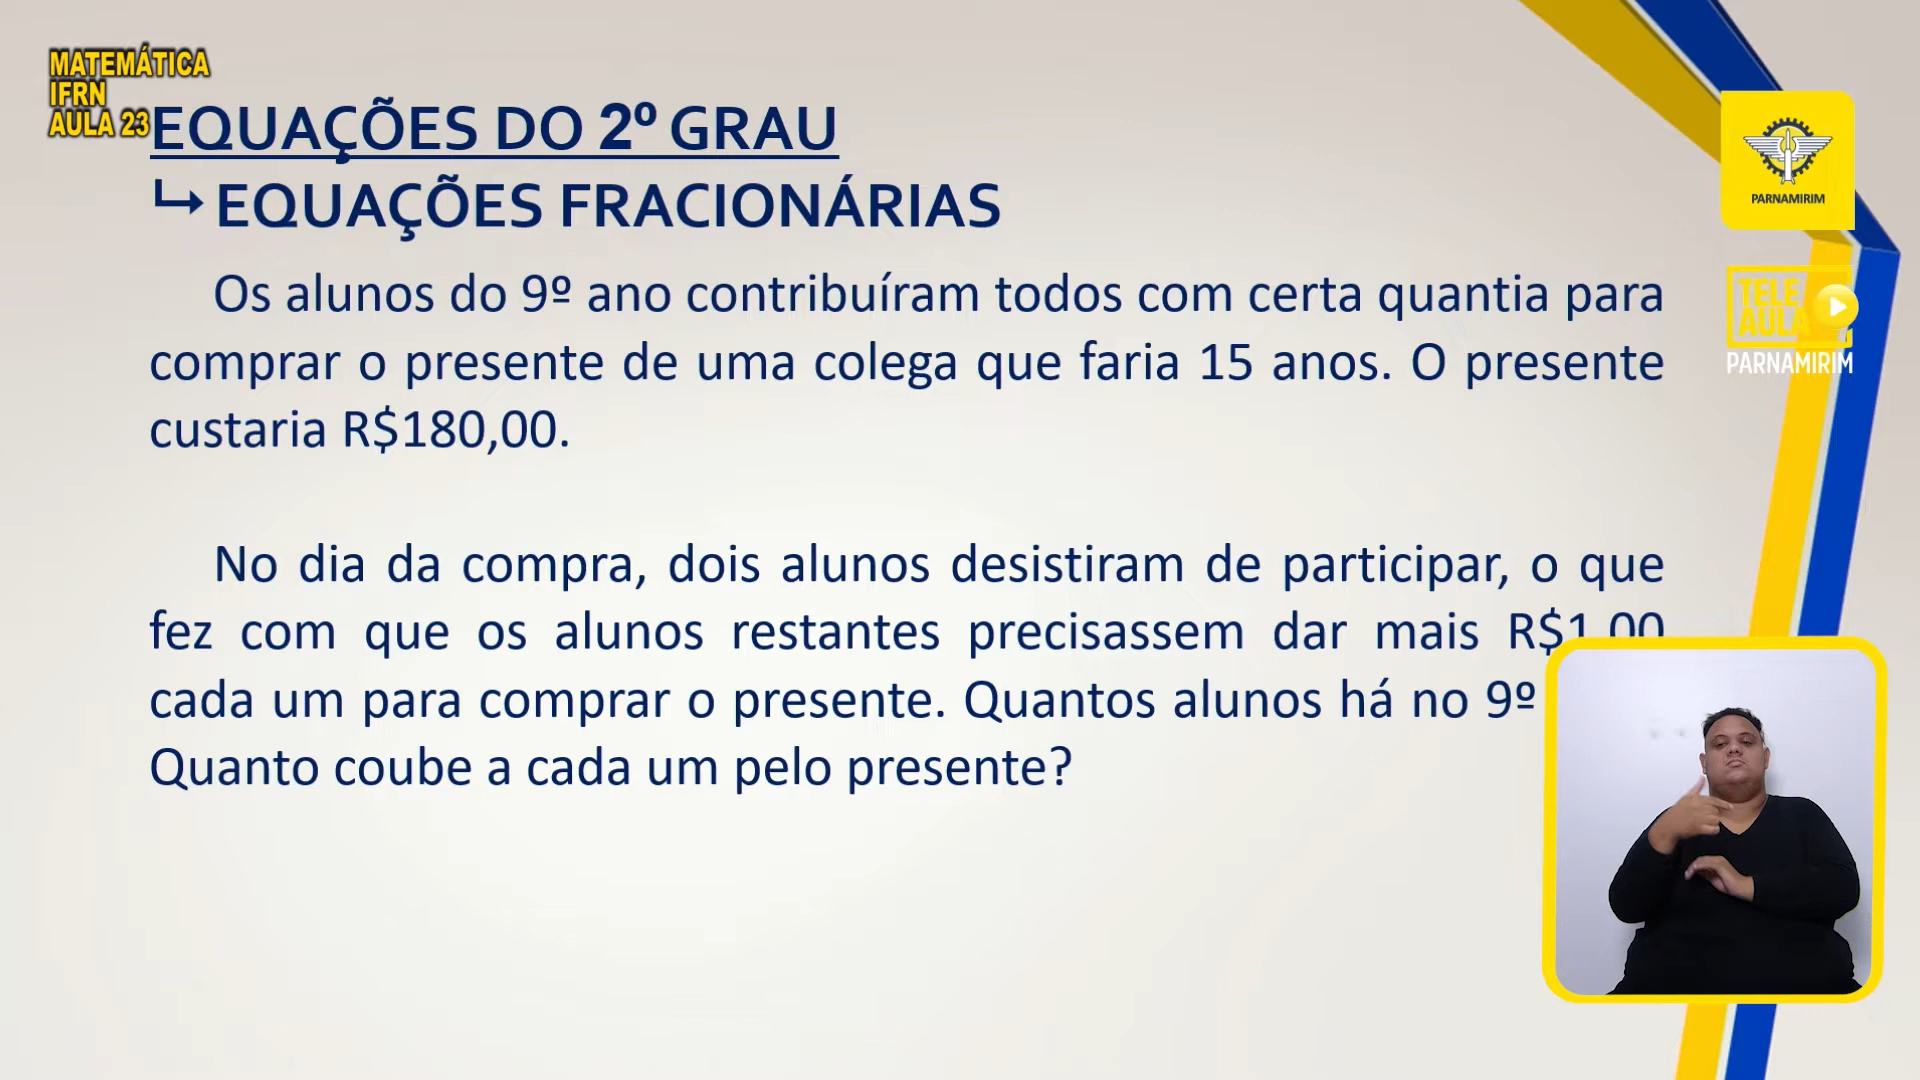 MATEMÁTICA
IFRN
AULA 23
EQUAÇÕES DO 2º GRAU
↳ EQUAÇÕES FRACIONÁRIAS
Os alunos do 9º ano contribuíram todos com certa quantia para
comprar o presente de uma colega que faria 15 anos. O presente
custaria R$180,00.
No dia da compra, dois alunos desistiram de participar, o que
fez com que os alunos restantes precisassem dar mais R$1,00
cada um para comprar o presente. Quantos alunos há no 9º
Quanto coube a cada um pelo presente?
PARNAMIRIM
TELE
AULA
PARNAMIRIM